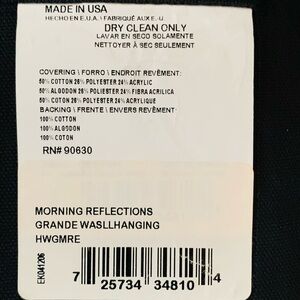 MADE IN USA
HECHO EN E.U.A. \ FABRIQUÉ AUX E.-U.
DRY CLEAN ONLY
LAVAR EN SECO SOLAMENTE
NETTOYER À SEC SEULEMENT
COVERING \ FORRO \ ENDROIT REVÊMENT:
50% COTTON 26% POLYESTER 24% ACRYLIC
50% ALGODON 26% POLIESTER 24% FIBRA ACRILICA
50% COTON 26% POLYESTER 24% ACRYLIQUE
BACKING \ FRENTE \ ENVERS REVÊMENT:
100% COTTON
100% ALGODON
100% COTON
RN# 90630
MORNING REFLECTIONS
GRANDE WASLLHANGING
HWGMRE
EK041206
7 25734 34810 4